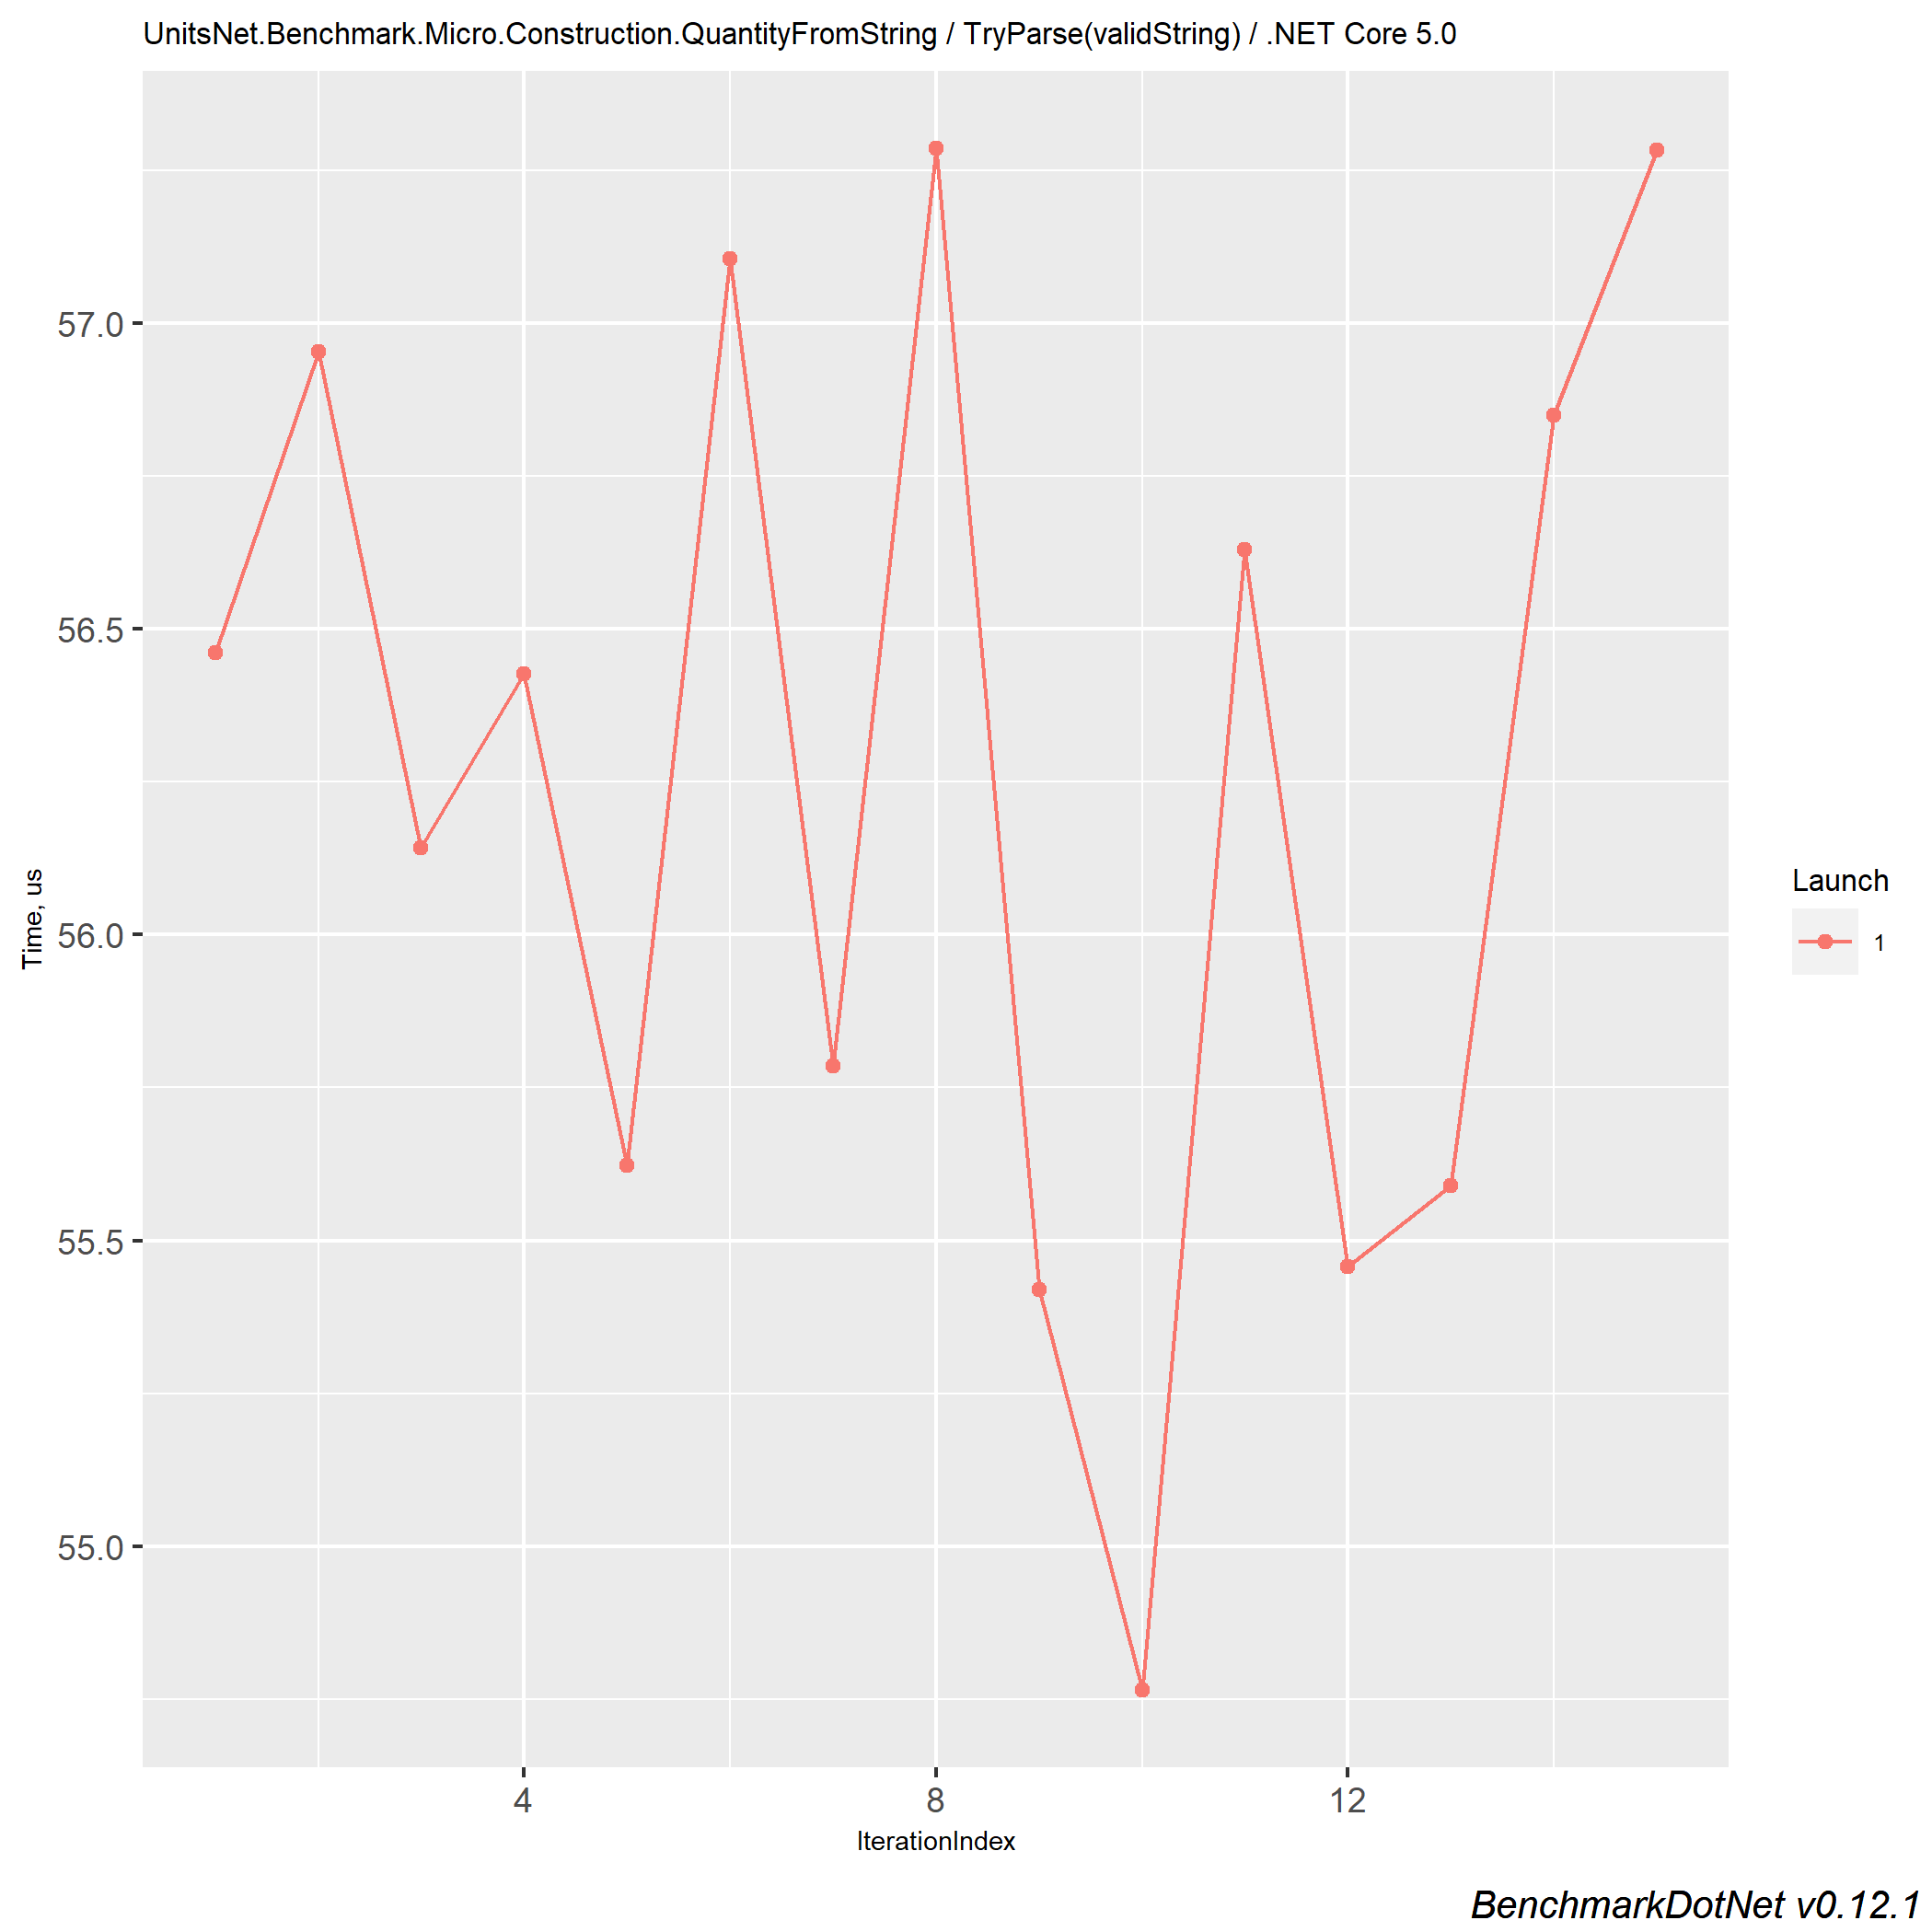 UnitsNet.Benchmark.Micro.Construction.QuantityFromString / TryParse(validString) / .NET Core 5.0
57.0
56.5
56.0
55.5
55.0
Time, us
4 8 12
IterationIndex
Launch
1
BenchmarkDotNet v0.12.1